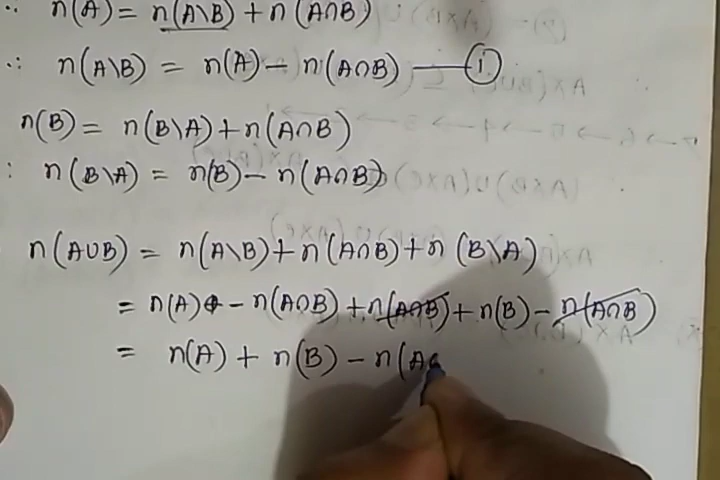 ∴ n(A) = n(A\B) + n(A∩B)
∴ n(A\B) = n(A) - n(A∩B) —— ①
n(B) = n(B\A) + n(A∩B)
: n(B\A) = n(B) - n(A∩B)
n(A∪B) = n(A\B) + n(A∩B) + n(B\A)
= n(A) - n(A∩B) + n(A∩B) + n(B) - n(A∩B)
= n(A) + n(B) - n(A